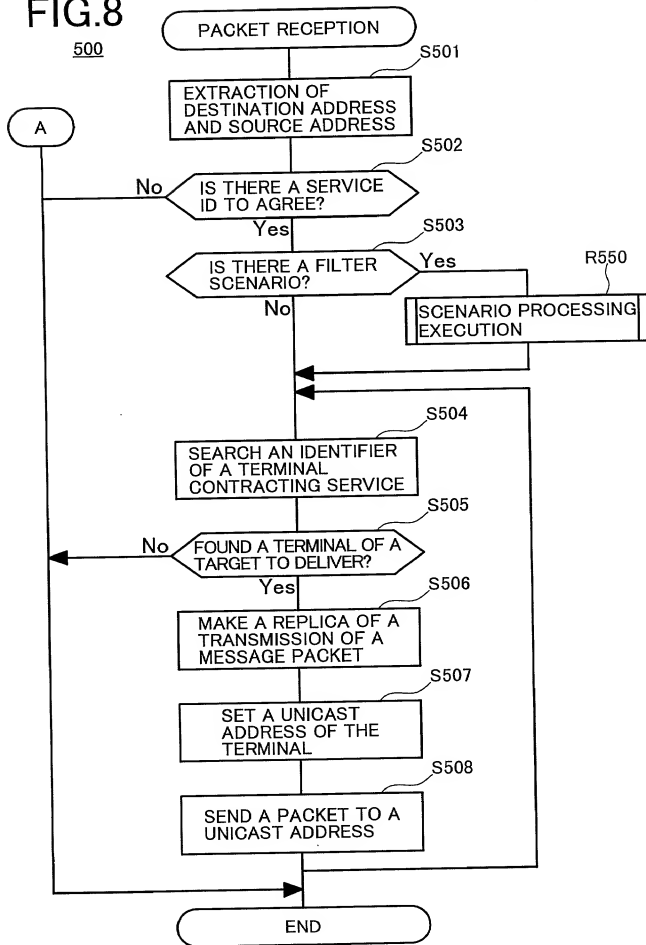 FIG.8
500
PACKET RECEPTION
S501
EXTRACTION OF
DESTINATION ADDRESS
AND SOURCE ADDRESS
A
S502
No
IS THERE A SERVICE
ID TO AGREE?
Yes
S503
IS THERE A FILTER
SCENARIO?
Yes
No
R550
SCENARIO PROCESSING
EXECUTION
S504
SEARCH AN IDENTIFIER
OF A TERMINAL
CONTRACTING SERVICE
S505
No
FOUND A TERMINAL OF A
TARGET TO DELIVER?
Yes
S506
MAKE A REPLICA OF A
TRANSMISSION OF A
MESSAGE PACKET
S507
SET A UNICAST
ADDRESS OF THE
TERMINAL
S508
SEND A PACKET TO A
UNICAST ADDRESS
END